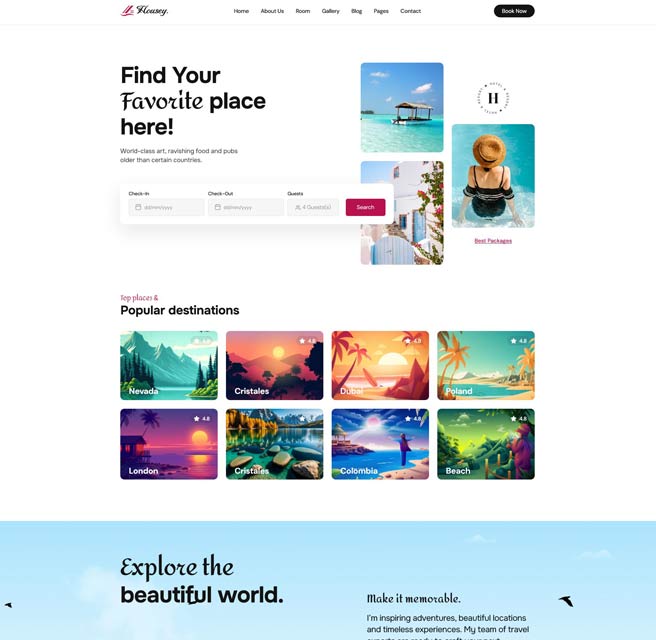 Housey.
Home About Us Room Gallery Blog Pages Contact
Book Now
Find Your
Favorite place
here!
World-class art, ravishing food and pubs
older than certain countries.
Check-In Check-Out Guests
dd/mm/yyyy dd/mm/yyyy 4 Guests(s) Search
H
Best Packages
Top places &
Popular destinations
4.8
Nevada
4.8
Cristales
4.8
Dubai
4.8
Poland
4.8
London
Cristales
4.8
Colombia
4.8
Beach
Explore the
beautiful world.
Make it memorable.
I'm inspiring adventures, beautiful locations
and timeless experiences. My team of travel